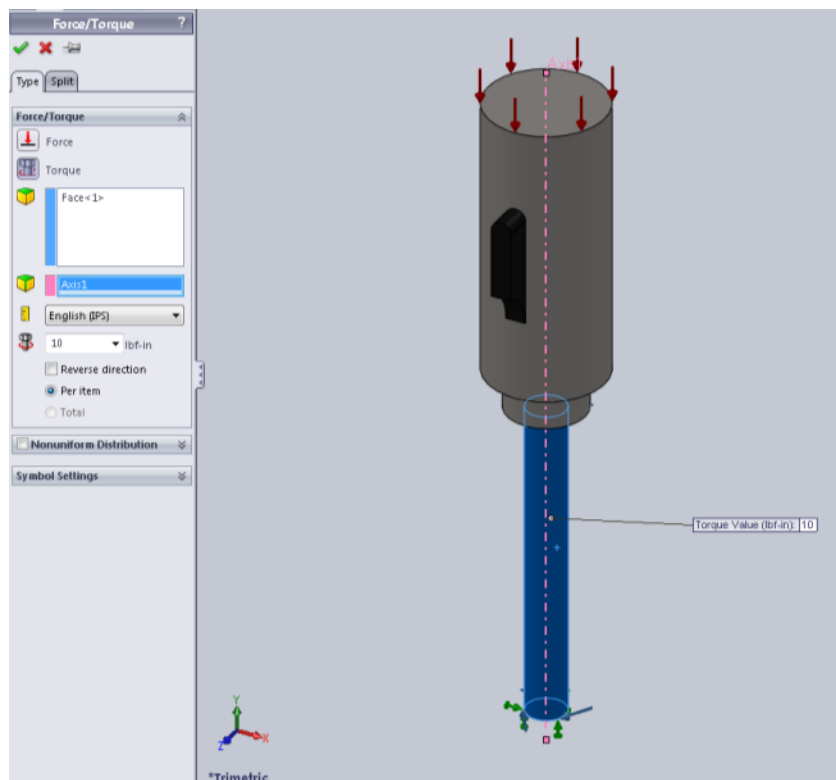 Force/Torque ?
Type Split
Force/Torque
Force
Torque
Face<1>
Axis1
English (IPS)
10 lbf-in
Reverse direction
Per item
Total
Nonuniform Distribution
Symbol Settings
Axis1
Torque Value (lbf-in): 10
Y
X
Z
*Trimetric